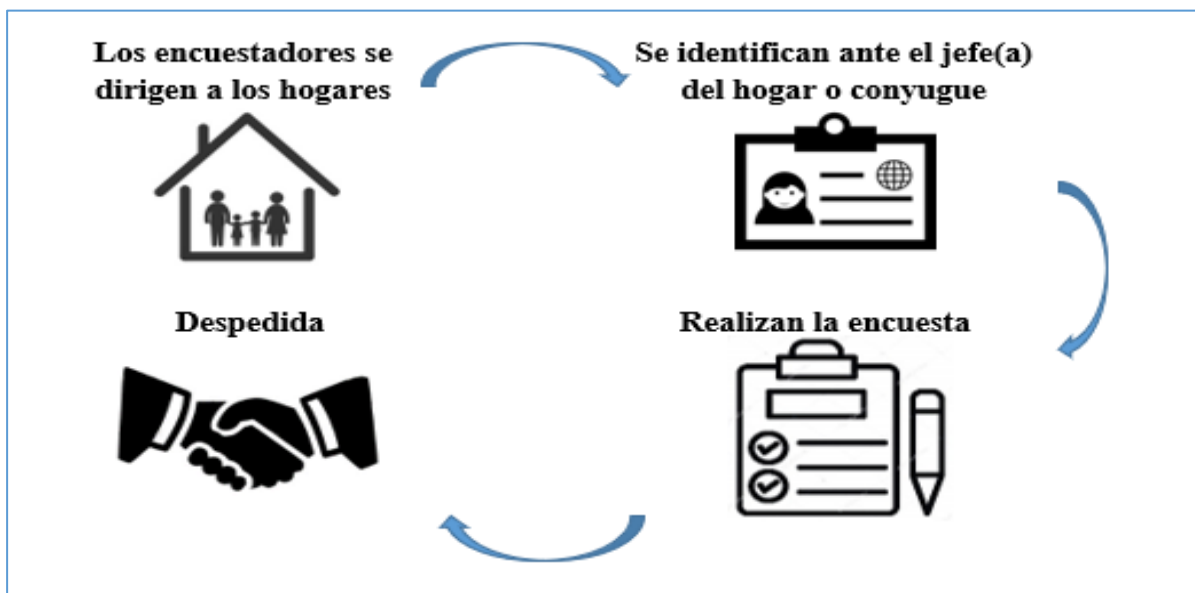 Los encuestadores se
dirigen a los hogares
Se identifican ante el jefe(a)
del hogar o conyugue
Realizan la encuesta
Despedida